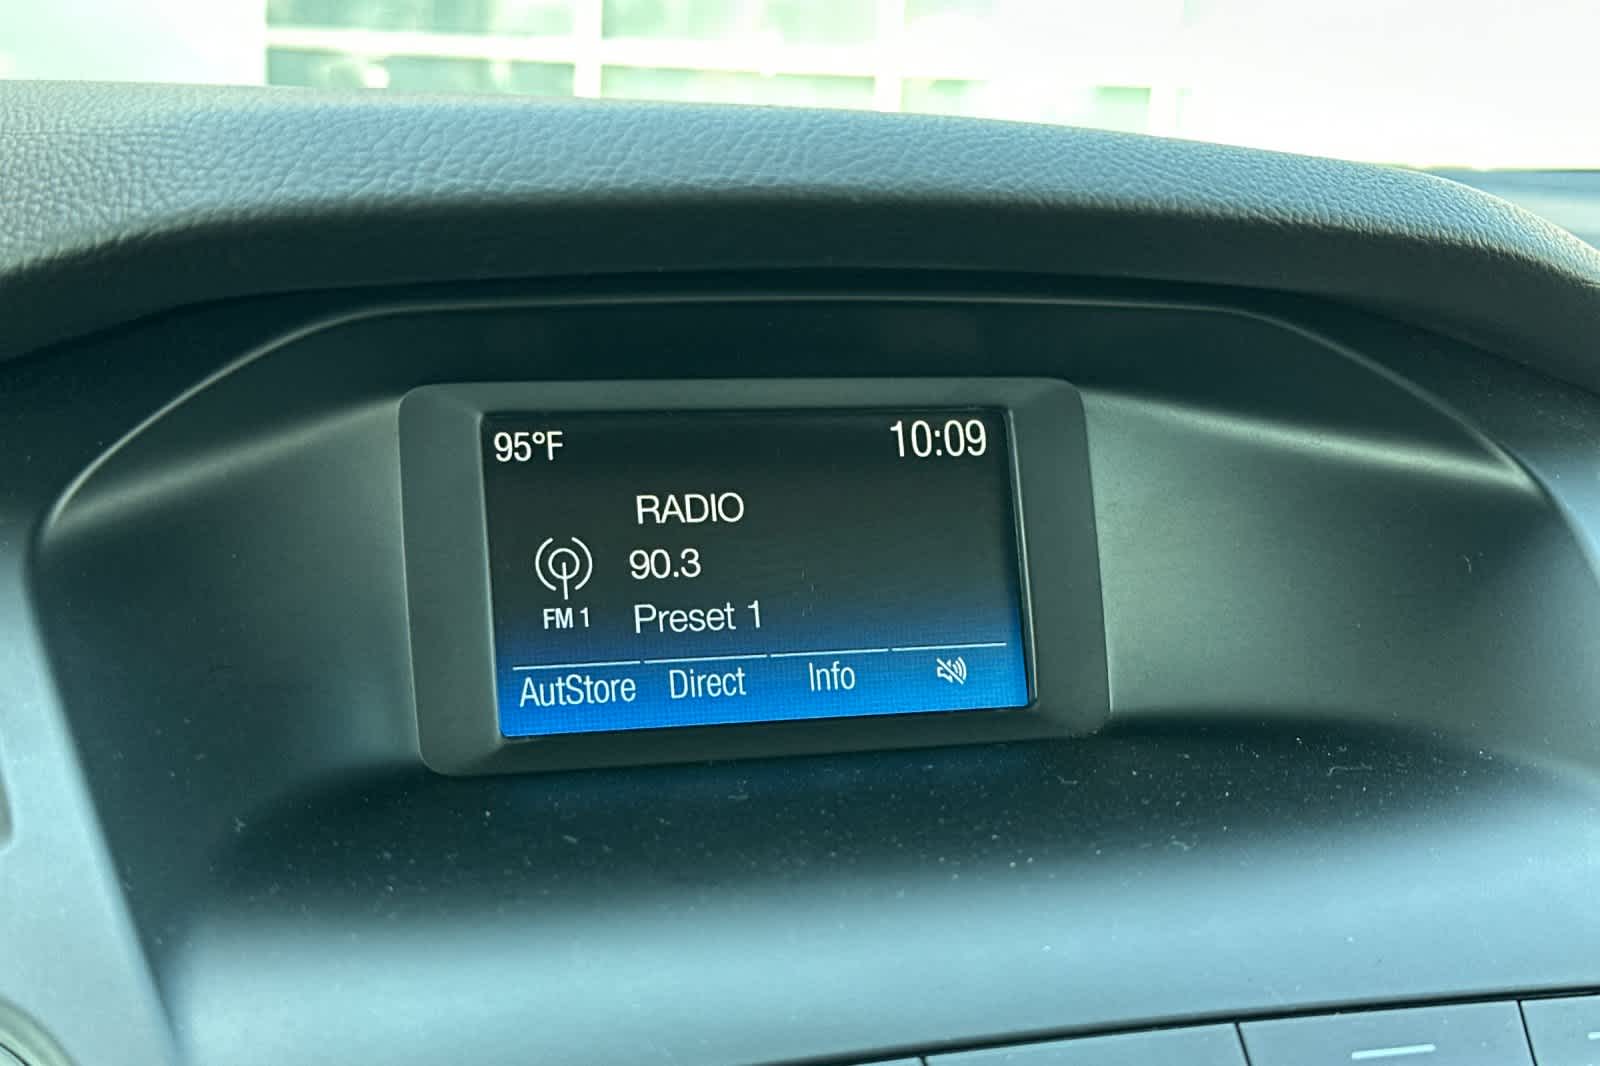 95°F 10:09
RADIO
90.3
FM 1 Preset 1
AutStore Direct Info